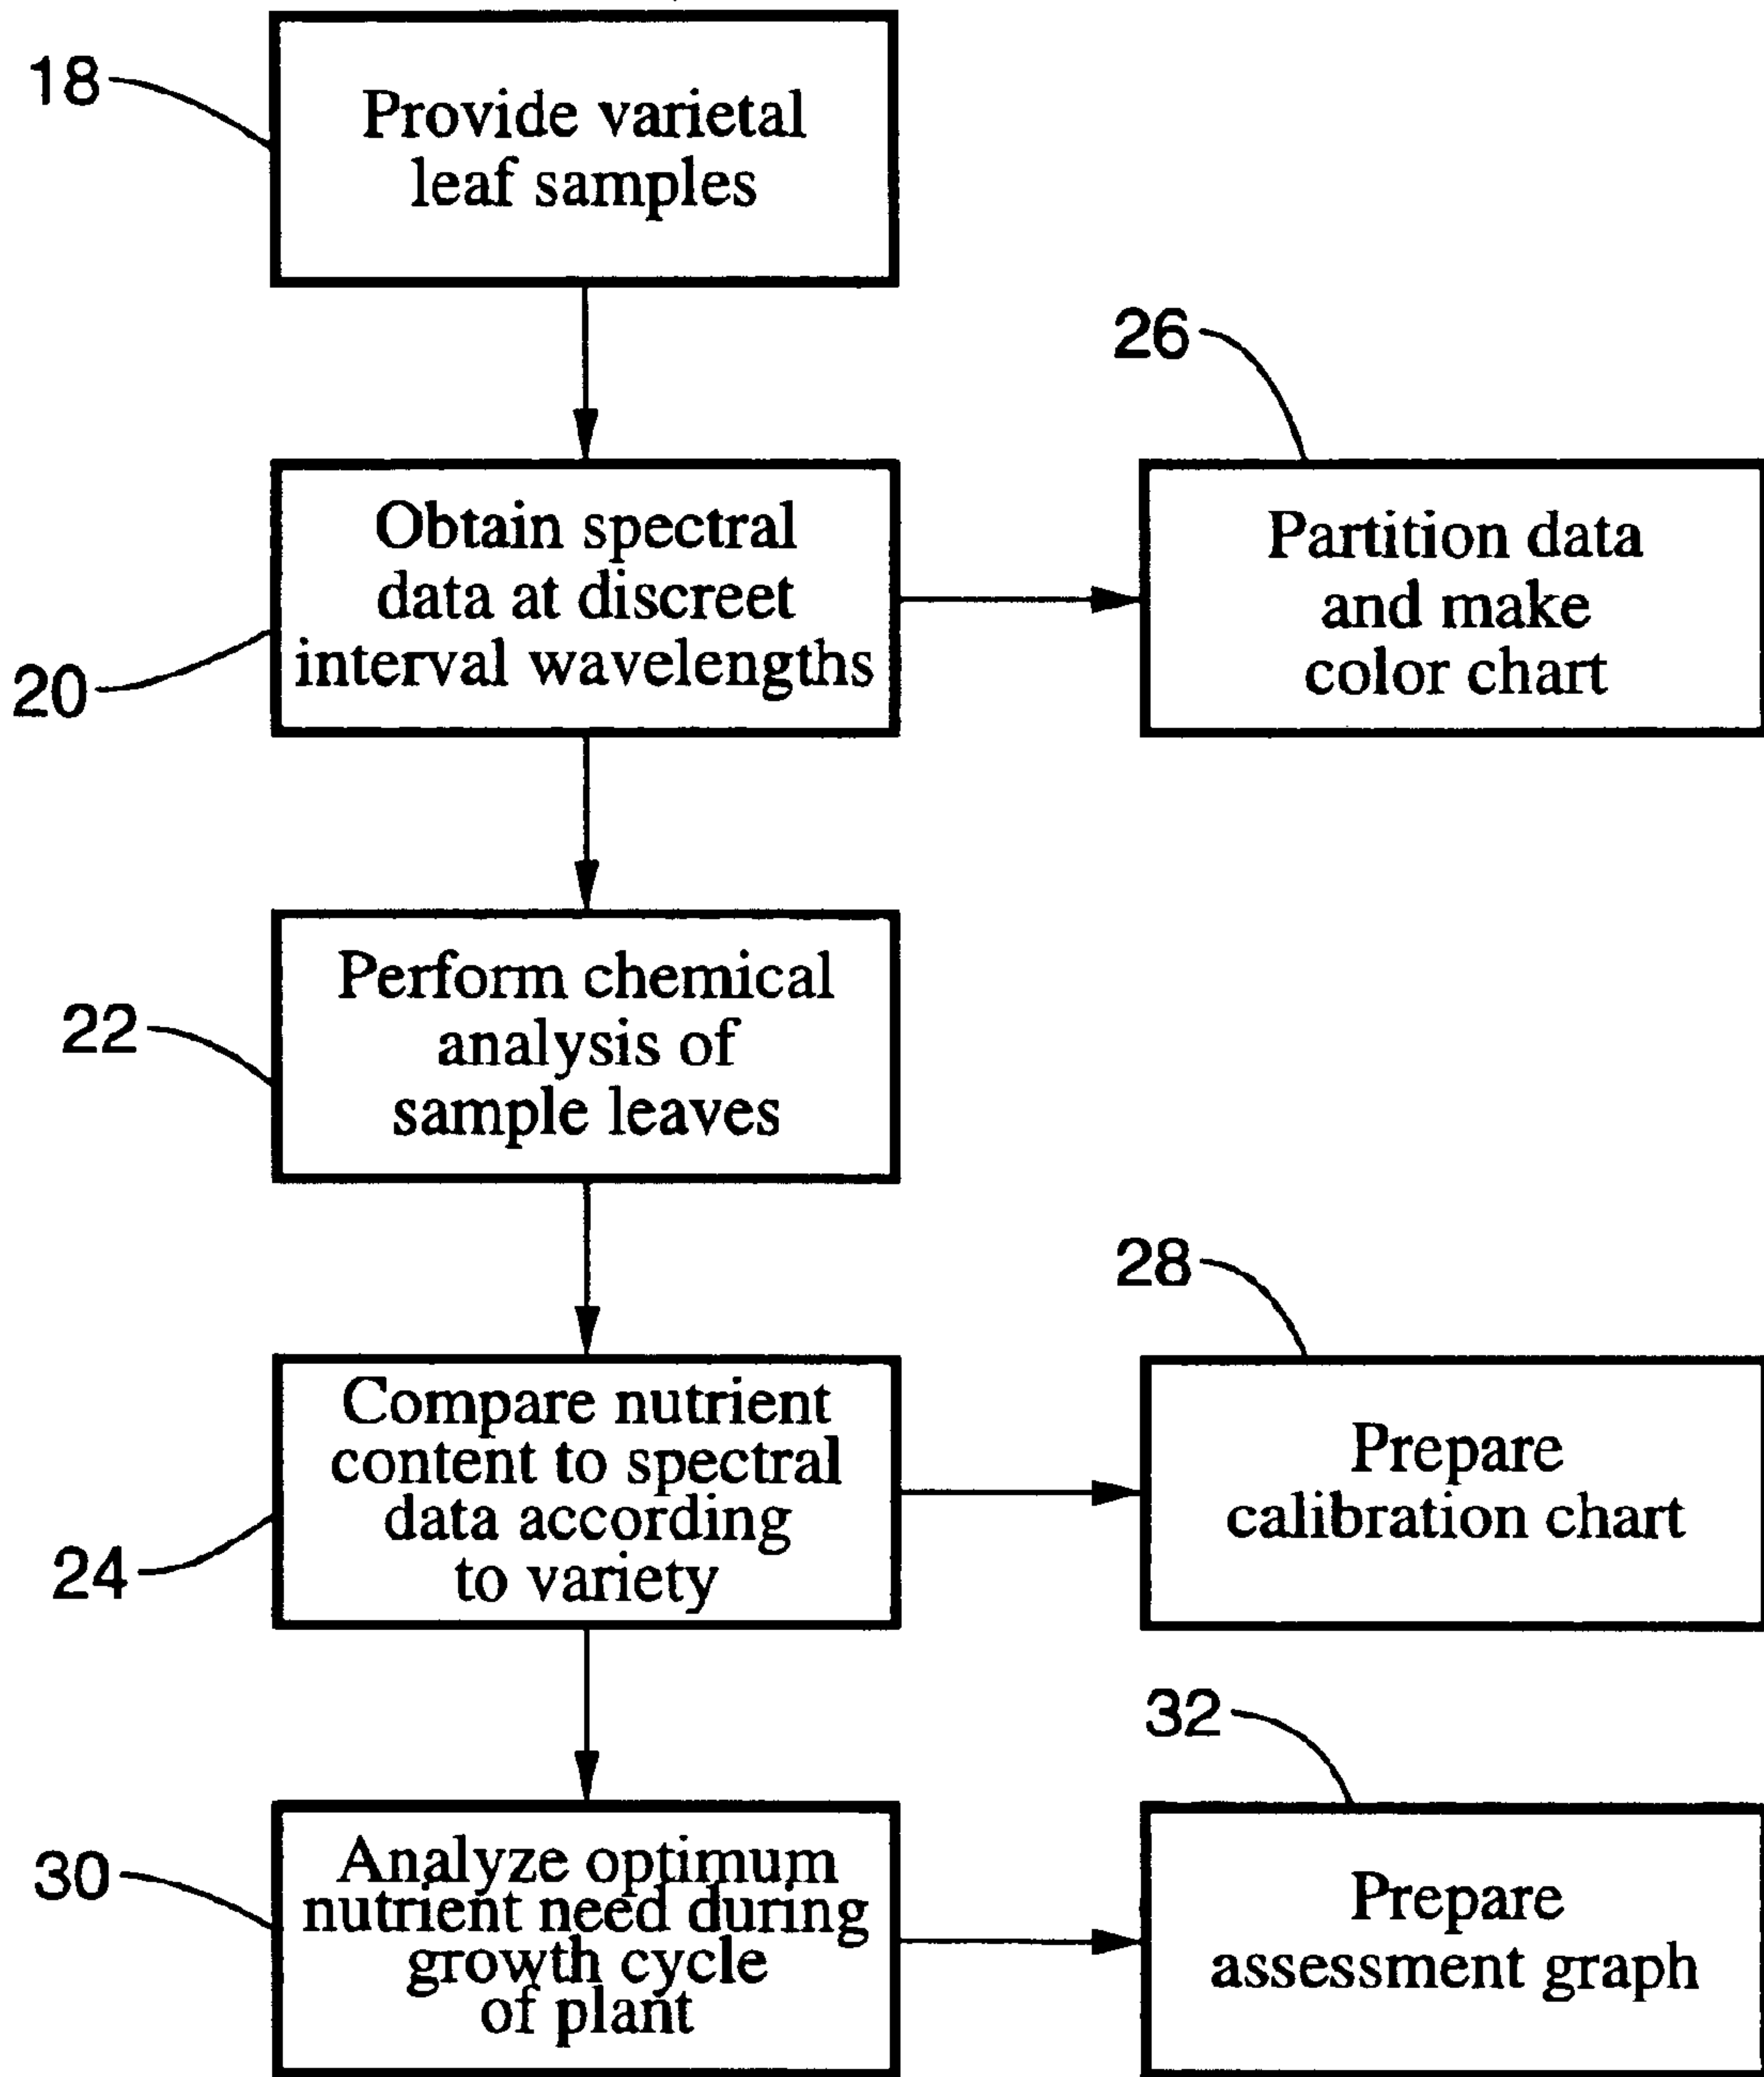 18
Provide varietal
leaf samples
26
20
Obtain spectral
data at discreet
interval wavelengths
Partition data
and make
color chart
22
Perform chemical
analysis of
sample leaves
28
24
Compare nutrient
content to spectral
data according
to variety
Prepare
calibration chart
32
30
Analyze optimum
nutrient need during
growth cycle
of plant
Prepare
assessment graph